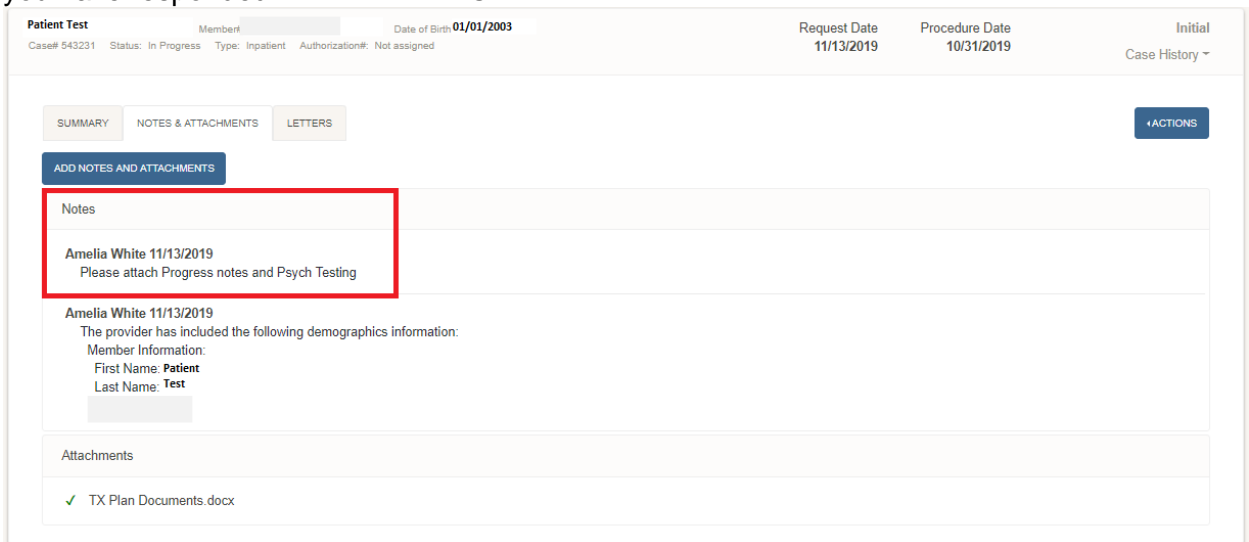 Patient Test Member# Date of Birth 01/01/2003 Request Date Procedure Date Initial
Case# 543231 Status: In Progress Type: Inpatient Authorization#: Not assigned 11/13/2019 10/31/2019 Case History
SUMMARY NOTES & ATTACHMENTS LETTERS ACTIONS
ADD NOTES AND ATTACHMENTS
Notes
Amelia White 11/13/2019
Please attach Progress notes and Psych Testing
Amelia White 11/13/2019
The provider has included the following demographics information:
Member Information:
First Name: Patient
Last Name: Test
Attachments
TX Plan Documents.docx